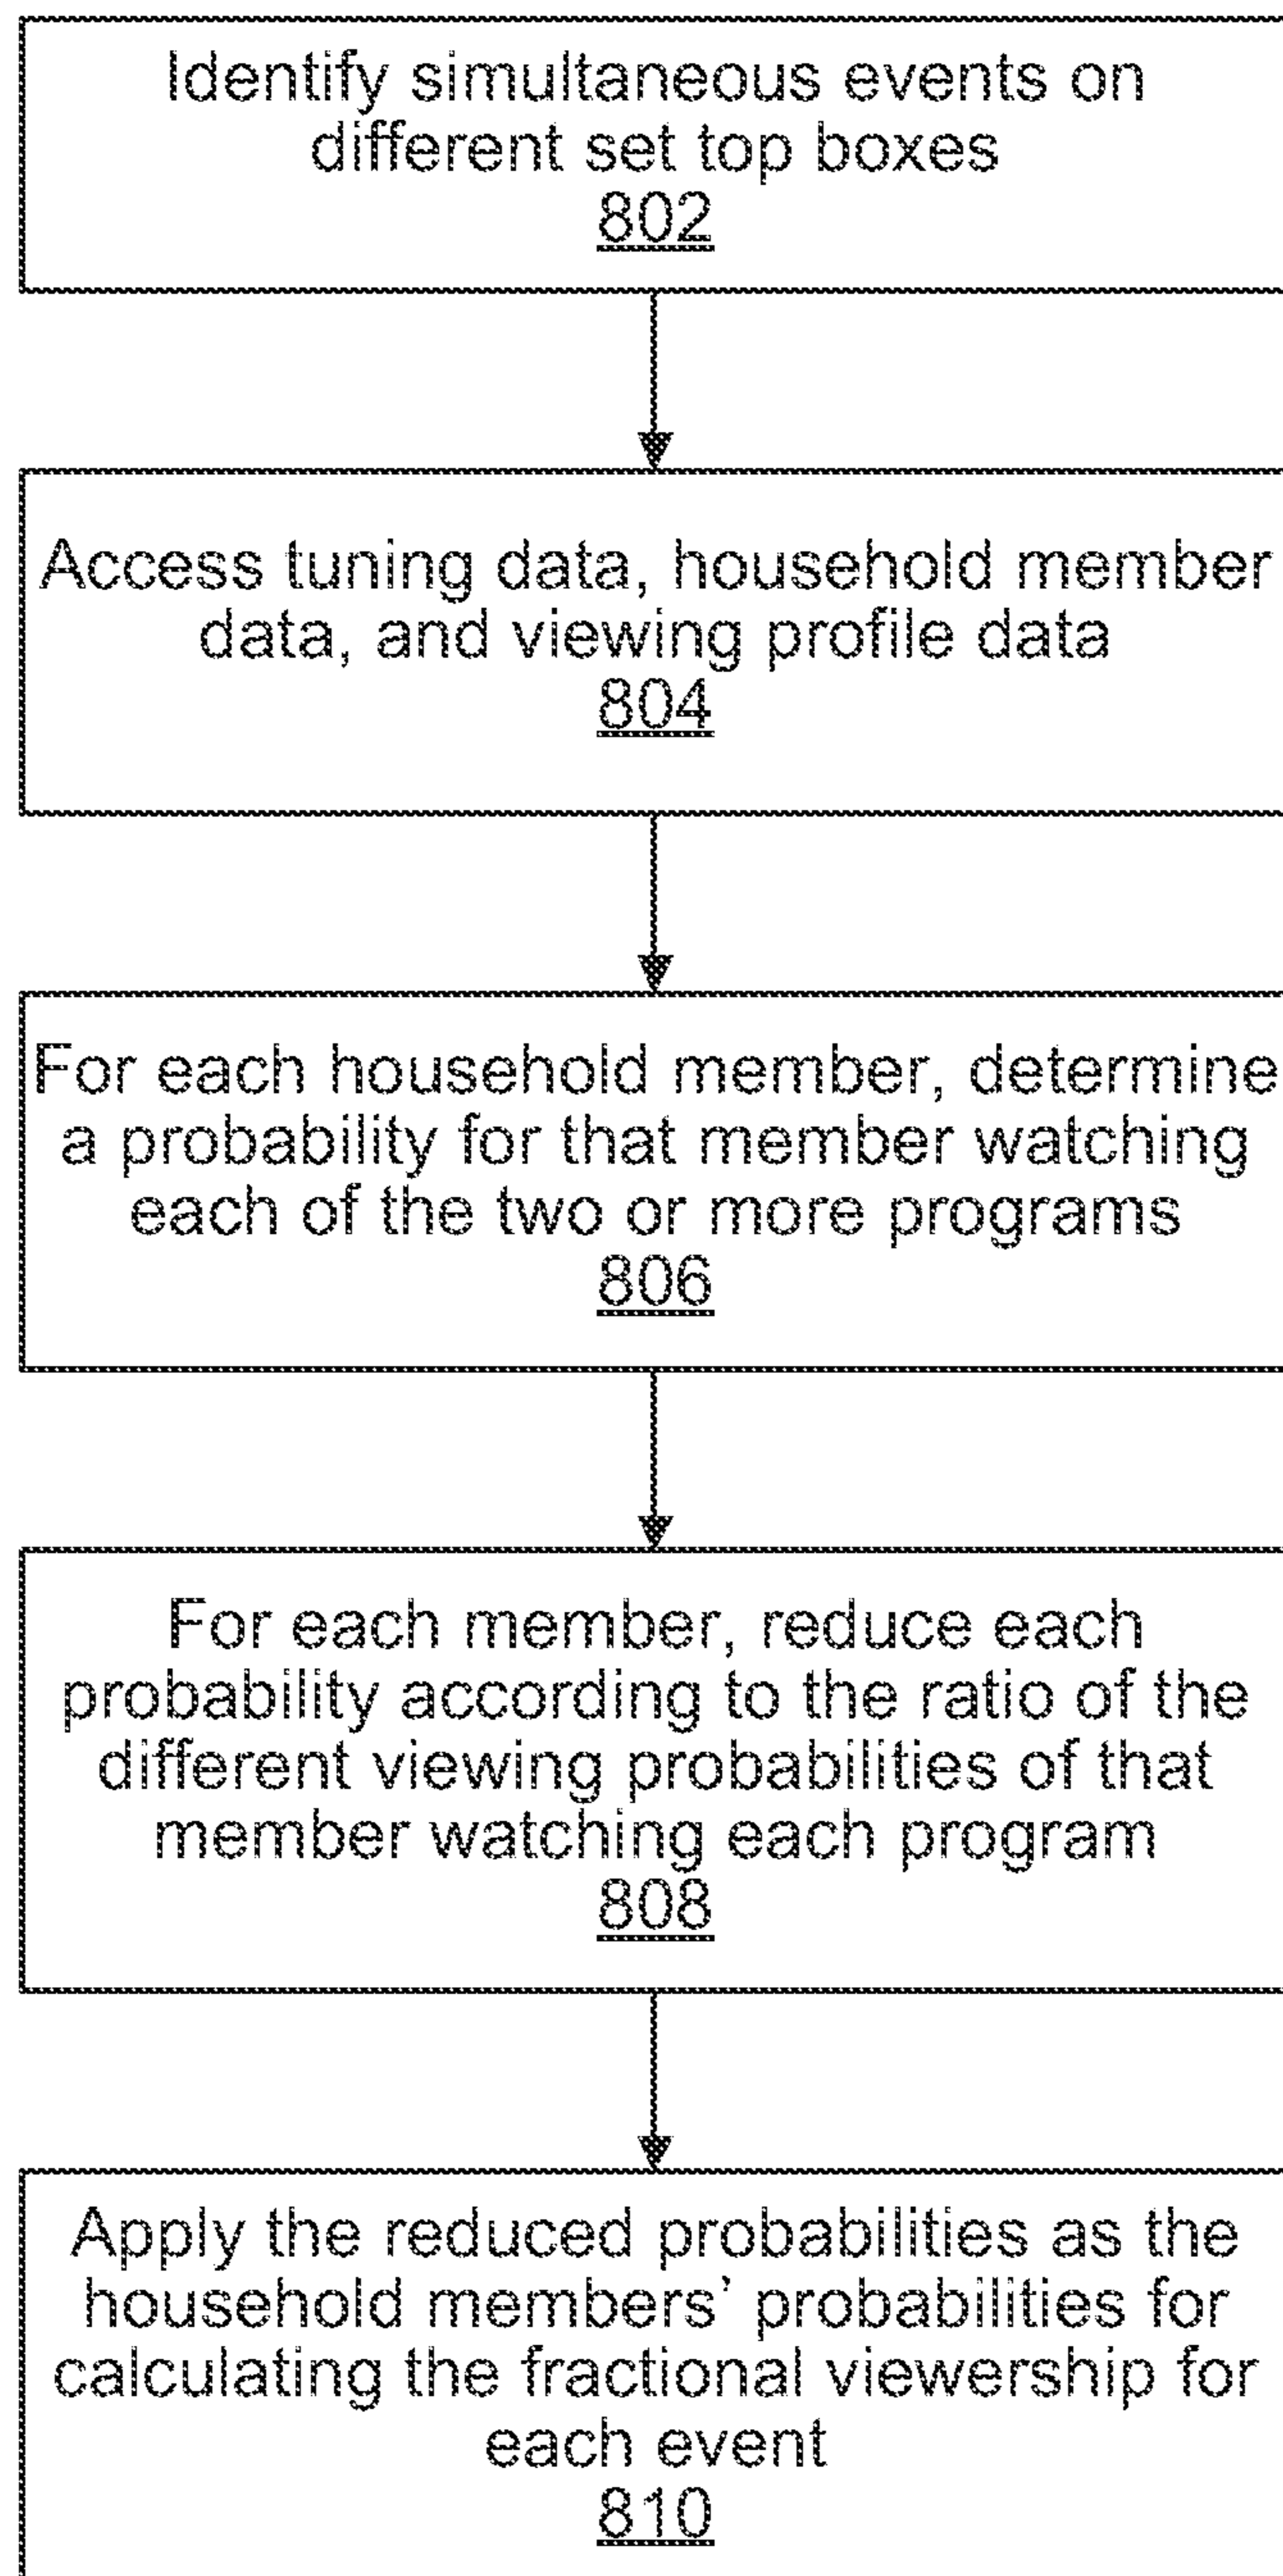 Identify simultaneous events on
different set top boxes
802
Access tuning data, household member
data, and viewing profile data
804
For each household member, determine
a probability for that member watching
each of the two or more programs
806
For each member, reduce each
probability according to the ratio of the
different viewing probabilities of that
member watching each program
808
Apply the reduced probabilities as the
household members’ probabilities for
calculating the fractional viewership for
each event
810